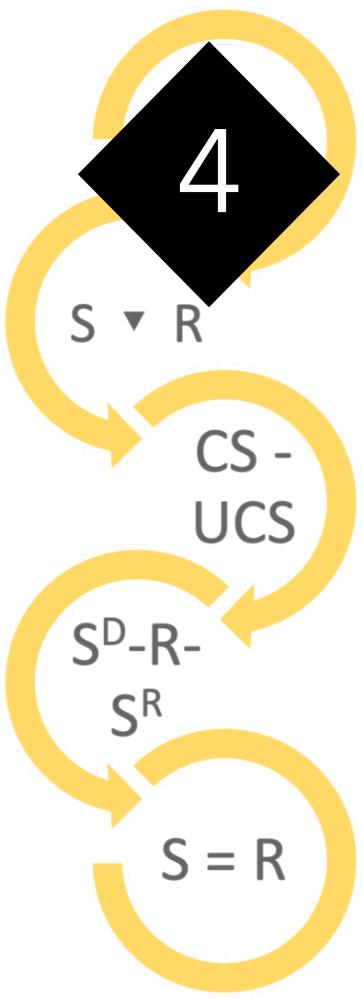 4
S ▼ R
CS -
UCS
Sᴰ-R-
Sᴿ
S = R